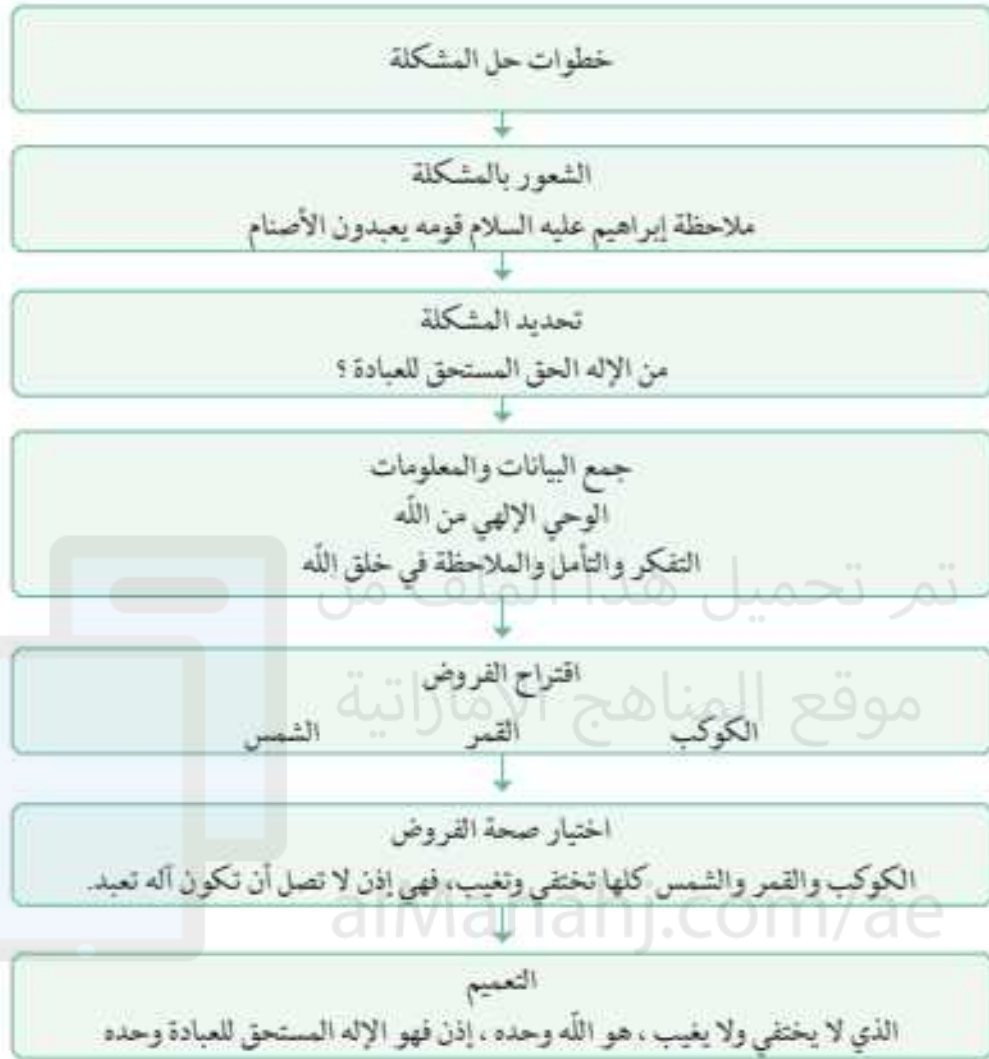 خطوات حل المشكلة
الشعور بالمشكلة
ملاحظة إبراهيم عليه السلام قومه يعبدون الأصنام
تحديد المشكلة
من الإله الحق المستحق للعبادة ؟
جمع البيانات والمعلومات
الوحي الإلهي من اللّه
التفكر والتأمل والملاحظة في خلق اللّه
تم تحميل هذا الملف من
اقتراح الفروض
موقع المناهج الإماراتية
الكوكب القمر الشمس
اختبار صحة الفروض
الكوكب والقمر والشمس كلها تختفي وتغيب، فهي إذن لا تصل أن تكون آله تعبد.
alManahj.com/ae
التعميم
الذي لا يختفي ولا يغيب ، هو اللّه وحده ، إذن فهو الإله المستحق للعبادة وحده